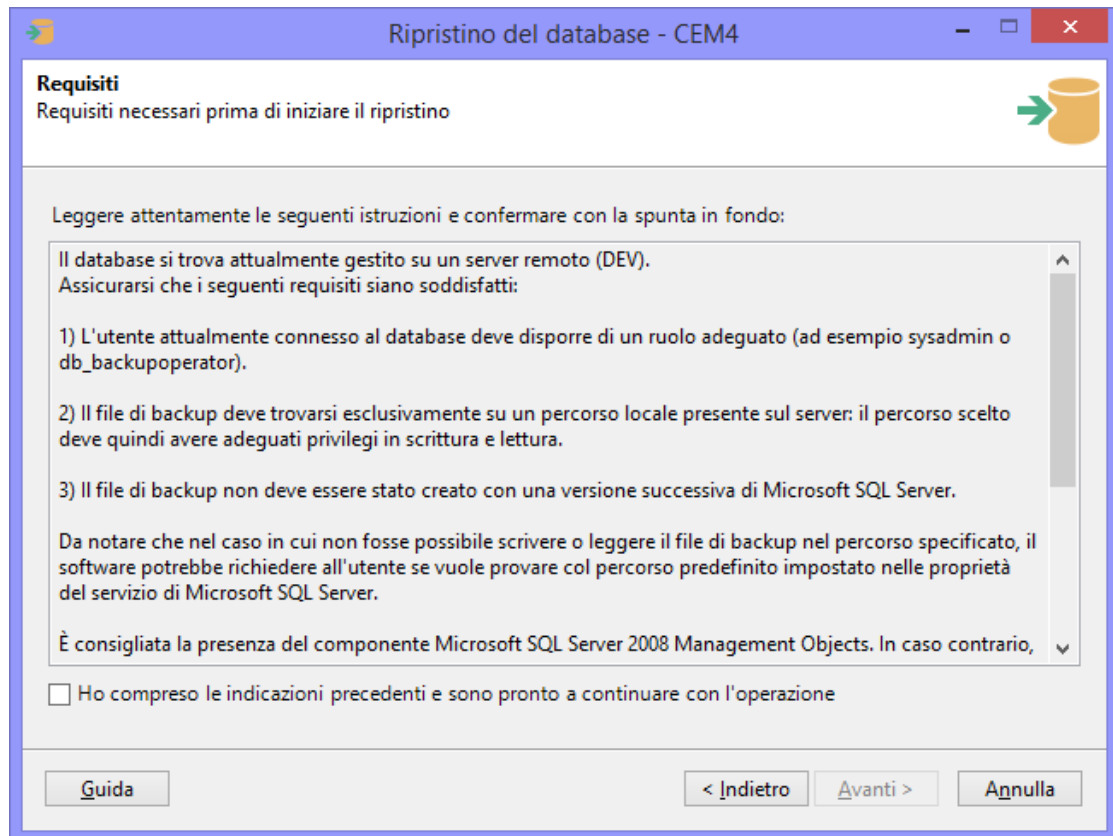 Ripristino del database - CEM4
Requisiti
Requisiti necessari prima di iniziare il ripristino
Leggere attentamente le seguenti istruzioni e confermare con la spunta in fondo:
Il database si trova attualmente gestito su un server remoto (DEV).
Assicurarsi che i seguenti requisiti siano soddisfatti:
1) L'utente attualmente connesso al database deve disporre di un ruolo adeguato (ad esempio sysadmin o
db_backupoperator).
2) Il file di backup deve trovarsi esclusivamente su un percorso locale presente sul server: il percorso scelto
deve quindi avere adeguati privilegi in scrittura e lettura.
3) Il file di backup non deve essere stato creato con una versione successiva di Microsoft SQL Server.
Da notare che nel caso in cui non fosse possibile scrivere o leggere il file di backup nel percorso specificato, il
software potrebbe richiedere all'utente se vuole provare col percorso predefinito impostato nelle proprietà
del servizio di Microsoft SQL Server.
È consigliata la presenza del componente Microsoft SQL Server 2008 Management Objects. In caso contrario,
Ho compreso le indicazioni precedenti e sono pronto a continuare con l'operazione
Guida
< Indietro
Avanti >
Annulla